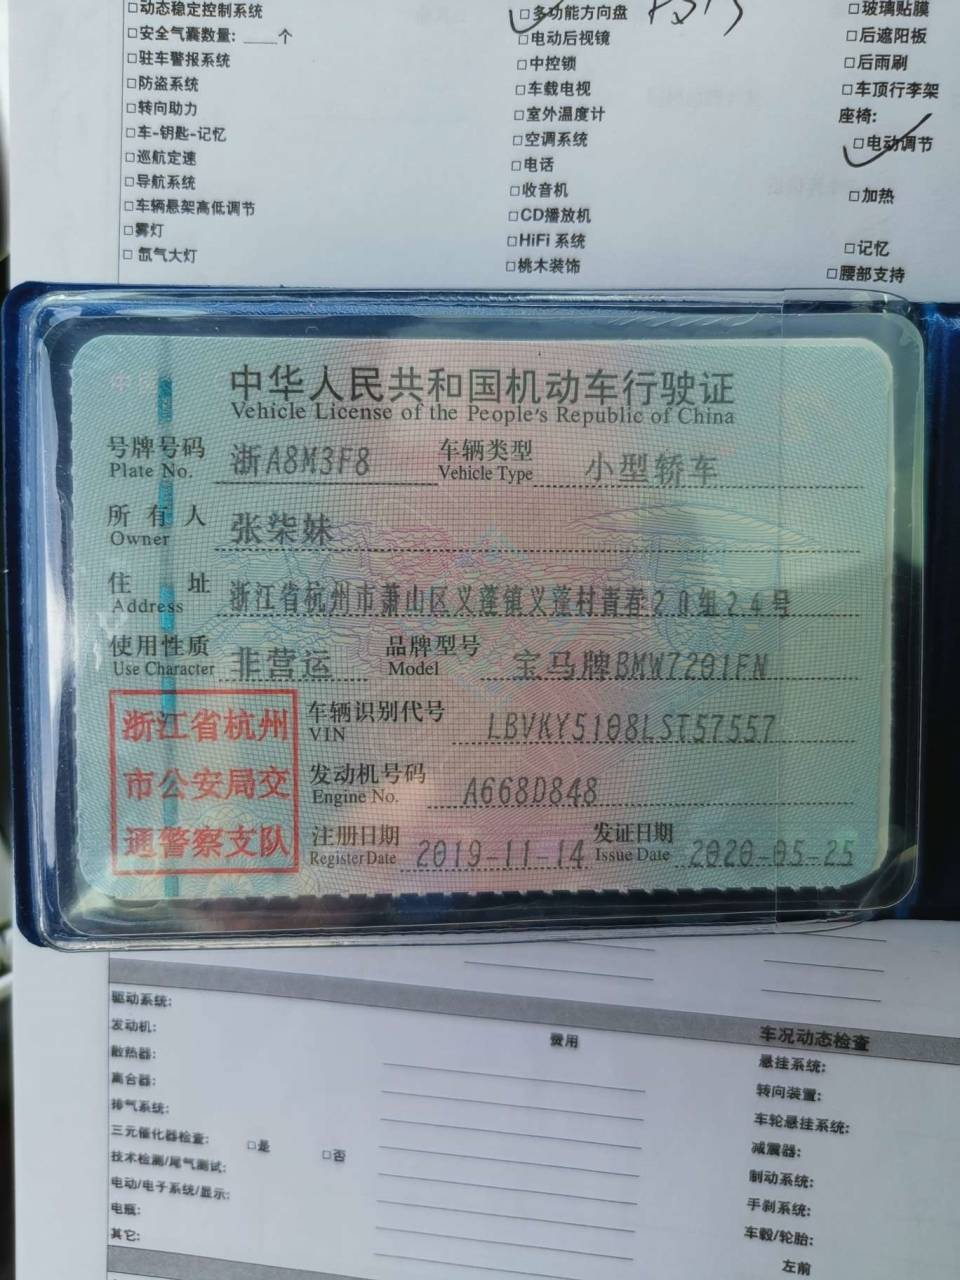 □动态稳定控制系统 □多功能方向盘 □玻璃贴膜
□安全气囊数量: ____个 □电动后视镜 □后遮阳板
□驻车警报系统 □中控锁 □后雨刷
□防盗系统 □车载电视 □车顶行李架
□转向助力 □室外温度计 座椅:
□车-钥匙-记忆 □空调系统 □电动调节
□巡航定速 □电话
□导航系统 □收音机 □加热
□车辆悬架高低调节 □CD播放机
□雾灯 □HiFi 系统 □记忆
□氙气大灯 □桃木装饰 □腰部支持
中华人民共和国机动车行驶证
Vehicle License of the People's Republic of China
号牌号码 浙A8M3F8 车辆类型 小型轿车
Plate No. Vehicle Type
所有人 张柒妹
Owner
住址 浙江省杭州市萧山区义蓬镇义蓬村青春20组24号
Address
使用性质 非营运 品牌型号 宝马牌BMW7201FN
Use Character Model
浙江省杭州
市公安局交
通警察支队
车辆识别代号 LBVKY5108LST57557
VIN
发动机号码 A668D848
Engine No.
注册日期 2019-11-14 发证日期 2020-05-25
Register Date Issue Date
驱动系统:
发动机: 费用 车况动态检查
散热器: 悬挂系统:
离合器: 转向装置:
排气系统: 车轮悬挂系统:
三元催化器检查: □是 □否 减震器:
技术检测/尾气测试: 制动系统:
电动/电子系统/显示: 手刹系统:
电瓶: 车毂/轮胎:
其它: 左前